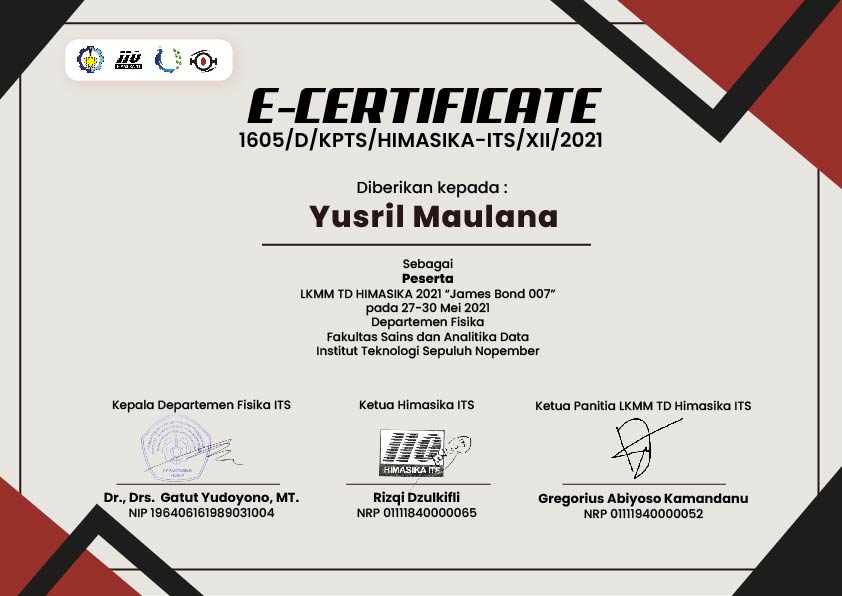 E-CERTIFICATE
1605/D/KPTS/HIMASIKA-ITS/XII/2021
Diberikan kepada :
Yusril Maulana
Sebagai
Peserta
LKMM TD HIMASIKA 2021 “James Bond 007”
pada 27-30 Mei 2021
Departemen Fisika
Fakultas Sains dan Analitika Data
Institut Teknologi Sepuluh Nopember
Kepala Departemen Fisika ITS
Ketua Himasika ITS
Ketua Panitia LKMM TD Himasika ITS
DEPARTEMEN
FISIKA
HIMASIKA ITS
Dr., Drs. Gatut Yudoyono, MT.
NIP 196406161989031004
Rizqi Dzulkifli
NRP 01111840000065
Gregorius Abiyoso Kamandanu
NRP 01111940000052